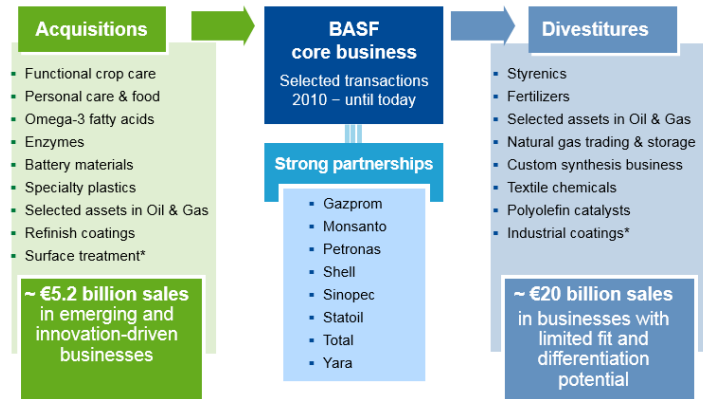 Acquisitions
Functional crop care
Personal care & food
Omega-3 fatty acids
Enzymes
Battery materials
Specialty plastics
Selected assets in Oil & Gas
Refinish coatings
Surface treatment*
~ €5.2 billion sales
in emerging and
innovation-driven
businesses
BASF
core business
Selected transactions
2010 – until today
Strong partnerships
Gazprom
Monsanto
Petronas
Shell
Sinopec
Statoil
Total
Yara
Divestitures
Styrenics
Fertilizers
Selected assets in Oil & Gas
Natural gas trading & storage
Custom synthesis business
Textile chemicals
Polyolefin catalysts
Industrial coatings*
~ €20 billion sales
in businesses with
limited fit and
differentiation
potential